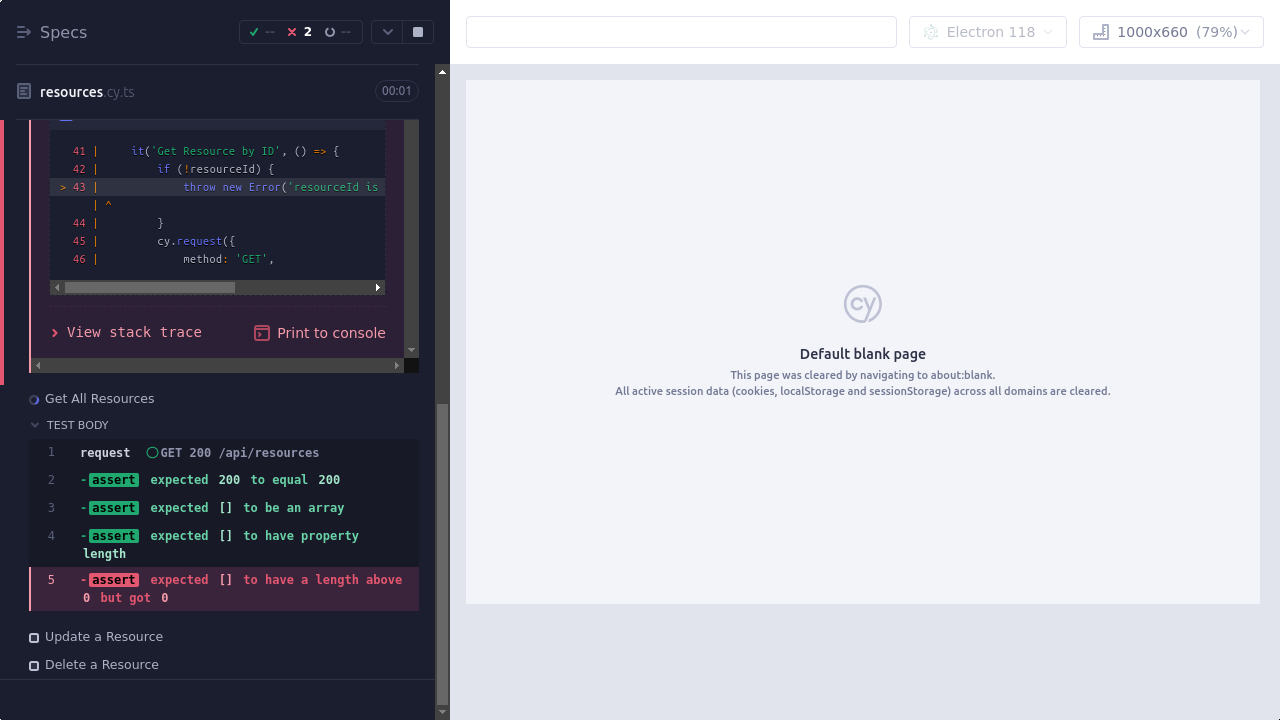 Specs
-- 2 --
Electron 118
1000x660 (79%)
resources.cy.ts
00:01
41 | it('Get Resource by ID', () => {
42 | if (!resourceId) {
> 43 | throw new Error('resourceId is
| ^
44 | }
45 | cy.request({
46 | method: 'GET',
View stack trace
Print to console
Get All Resources
TEST BODY
1 request GET 200 /api/resources
2 -assert expected 200 to equal 200
3 -assert expected [] to be an array
4 -assert expected [] to have property
length
5 -assert expected [] to have a length above
0 but got 0
Update a Resource
Delete a Resource
cy
Default blank page
This page was cleared by navigating to about:blank.
All active session data (cookies, localStorage and sessionStorage) across all domains are cleared.